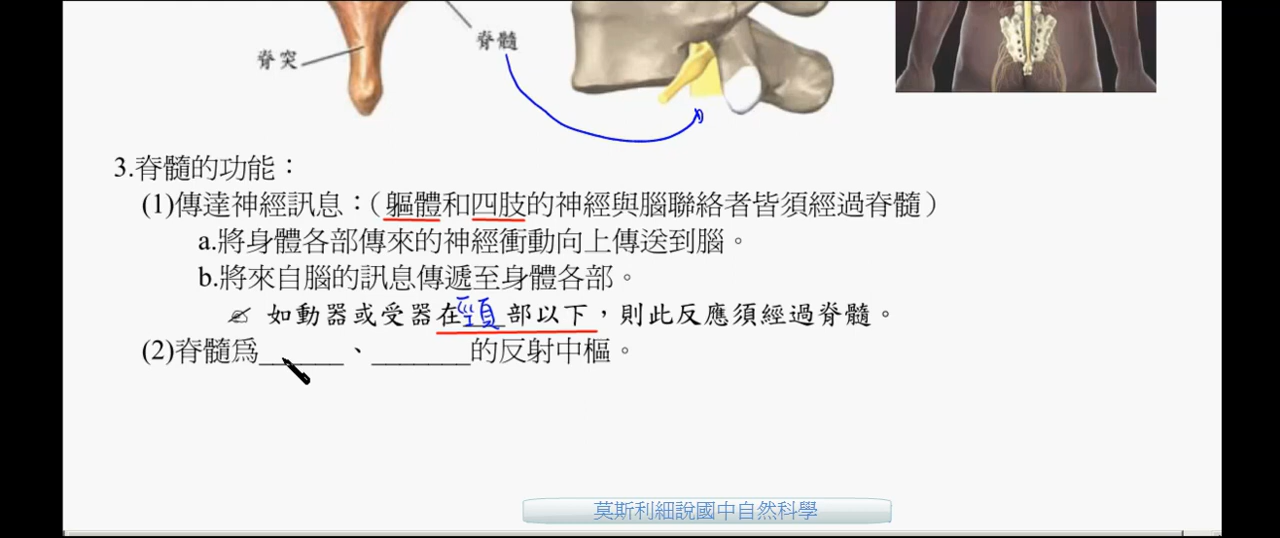 脊突
脊髓
3.脊髓的功能：
(1)傳達神經訊息：（軀體和四肢的神經與腦聯絡者皆須經過脊髓）
a.將身體各部傳來的神經衝動向上傳送到腦。
b.將來自腦的訊息傳遞至身體各部。
☞ 如動器或受器在頸部以下，則此反應須經過脊髓。
(2)脊髓為______、_______的反射中樞。
莫斯利細說國中自然科學